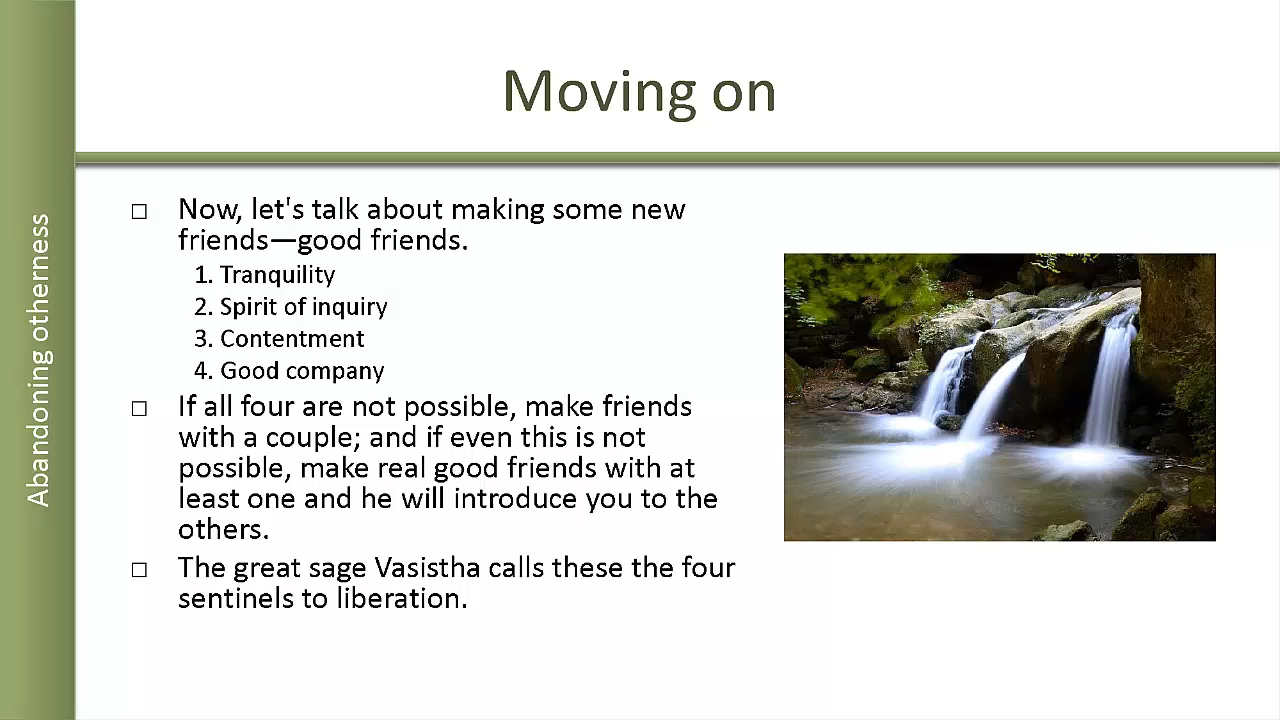 Moving on
Abandoning otherness
□ Now, let's talk about making some new
friends—good friends.
1. Tranquility
2. Spirit of inquiry
3. Contentment
4. Good company
□ If all four are not possible, make friends
with a couple; and if even this is not
possible, make real good friends with at
least one and he will introduce you to the
others.
□ The great sage Vasistha calls these the four
sentinels to liberation.